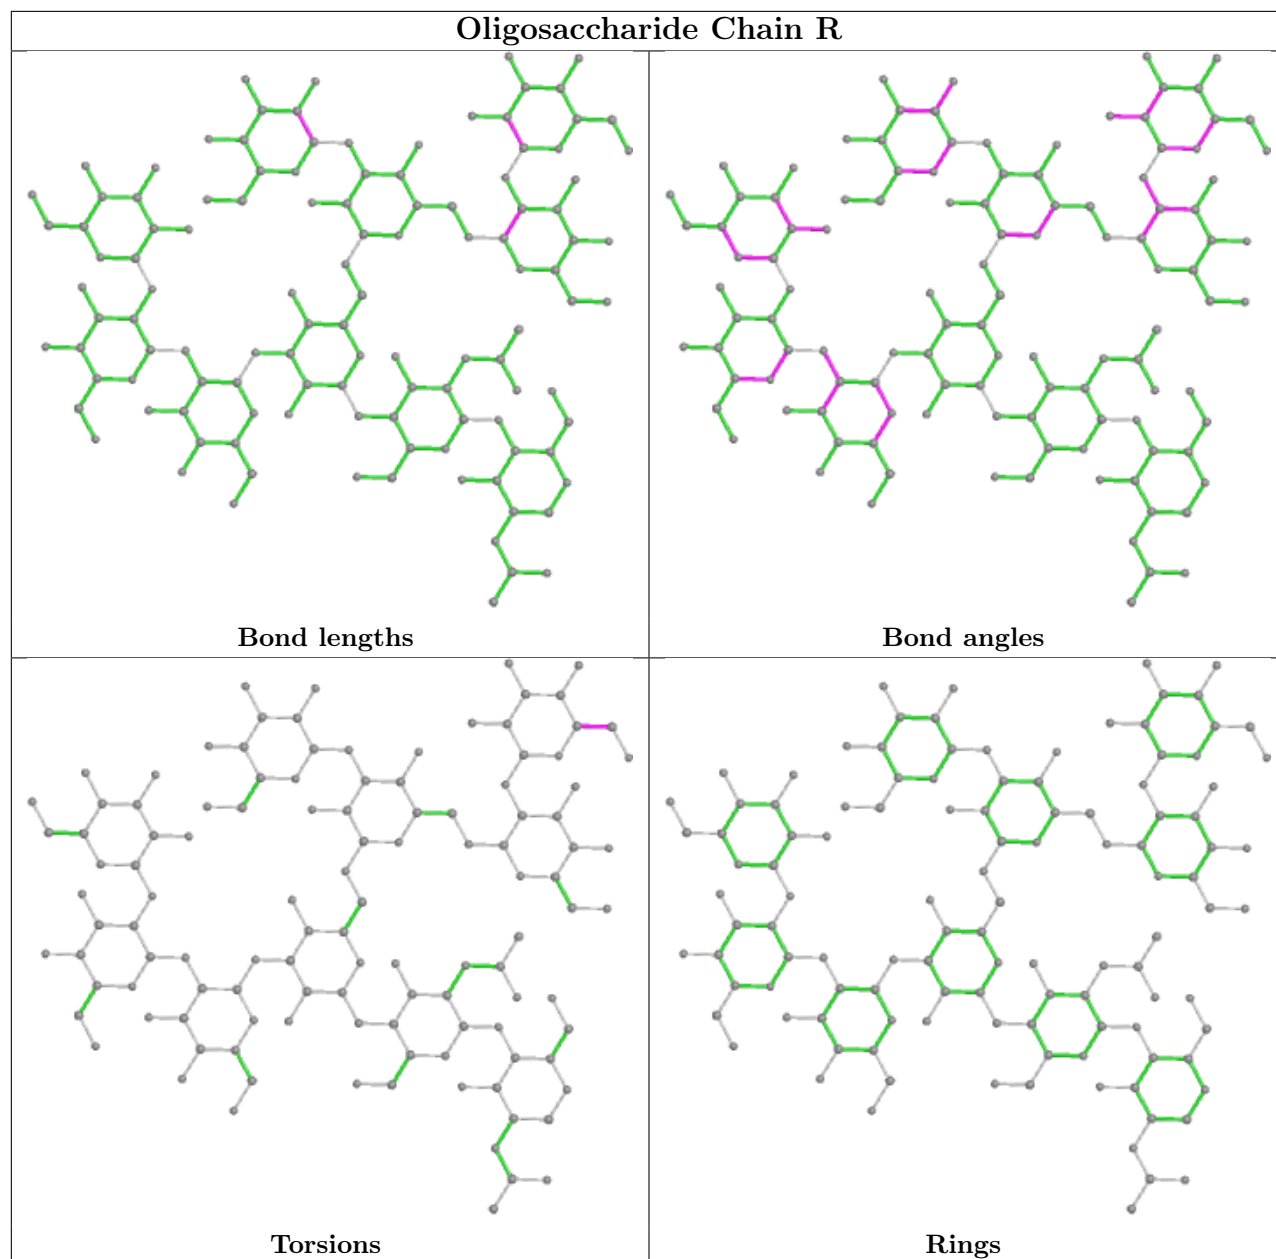 Oligosaccharide Chain R
Bond lengths
Bond angles
Torsions
Rings